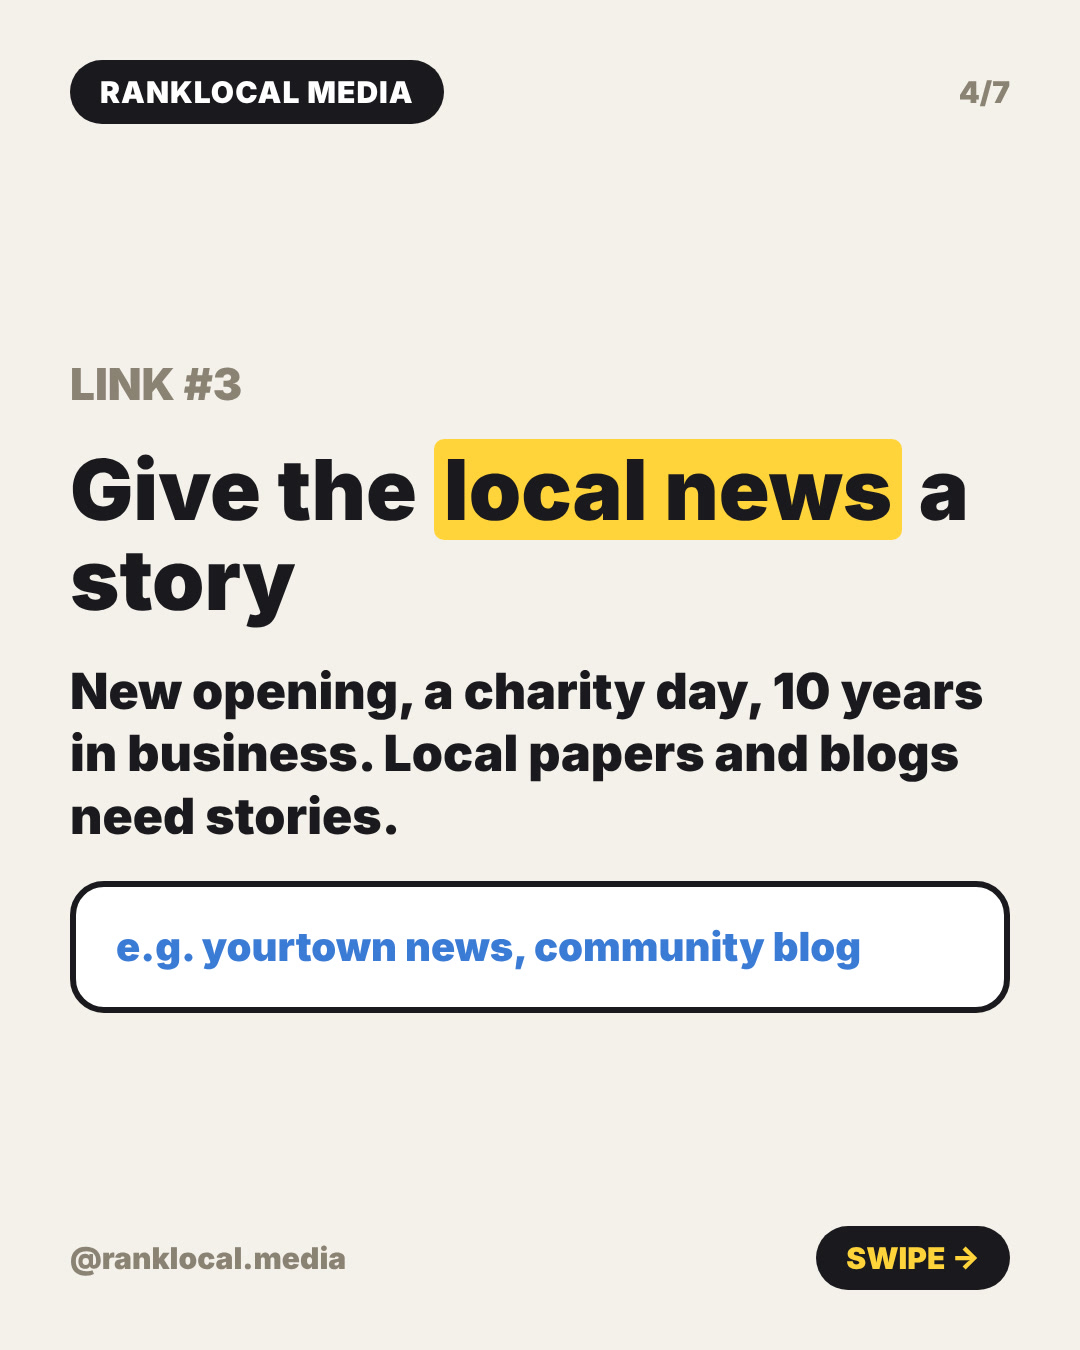 RANKLOCAL MEDIA
4/7
LINK #3
Give the local news a
story
New opening, a charity day, 10 years
in business. Local papers and blogs
need stories.
e.g. yourtown news, community blog
@ranklocal.media
SWIPE →